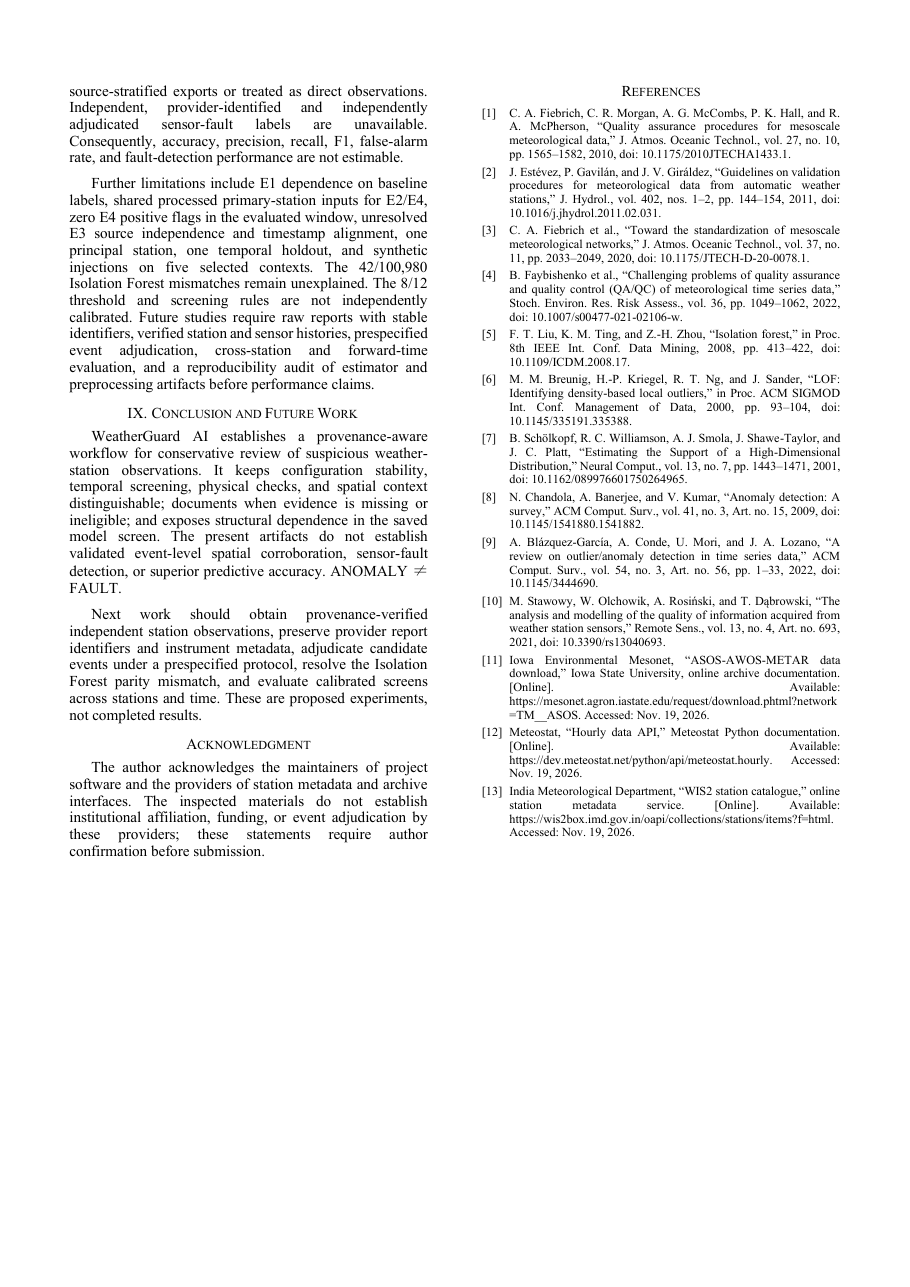 source-stratified exports or treated as direct observations.
Independent, provider-identified and independently
adjudicated sensor-fault labels are unavailable.
Consequently, accuracy, precision, recall, F1, false-alarm
rate, and fault-detection performance are not estimable.
Further limitations include E1 dependence on baseline
labels, shared processed primary-station inputs for E2/E4,
zero E4 positive flags in the evaluated window, unresolved
E3 source independence and timestamp alignment, one
principal station, one temporal holdout, and synthetic
injections on five selected contexts. The 42/100,980
Isolation Forest mismatches remain unexplained. The 8/12
threshold and screening rules are not independently
calibrated. Future studies require raw reports with stable
identifiers, verified station and sensor histories, prespecified
event adjudication, cross-station and forward-time
evaluation, and a reproducibility audit of estimator and
preprocessing artifacts before performance claims.
IX. CONCLUSION AND FUTURE WORK
WeatherGuard AI establishes a provenance-aware
workflow for conservative review of suspicious weather-
station observations. It keeps configuration stability,
temporal screening, physical checks, and spatial context
distinguishable; documents when evidence is missing or
ineligible; and exposes structural dependence in the saved
model screen. The present artifacts do not establish
validated event-level spatial corroboration, sensor-fault
detection, or superior predictive accuracy. ANOMALY ≠
FAULT.
Next work should obtain provenance-verified
independent station observations, preserve provider report
identifiers and instrument metadata, adjudicate candidate
events under a prespecified protocol, resolve the Isolation
Forest parity mismatch, and evaluate calibrated screens
across stations and time. These are proposed experiments,
not completed results.
ACKNOWLEDGMENT
The author acknowledges the maintainers of project
software and the providers of station metadata and archive
interfaces. The inspected materials do not establish
institutional affiliation, funding, or event adjudication by
these providers; these statements require author
confirmation before submission.
REFERENCES
[1] C. A. Fiebrich, C. R. Morgan, A. G. McCombs, P. K. Hall, and R.
A. McPherson, “Quality assurance procedures for mesoscale
meteorological data,” J. Atmos. Oceanic Technol., vol. 27, no. 10,
pp. 1565–1582, 2010, doi: 10.1175/2010JTECHA1433.1.
[2] J. Estévez, P. Gavilán, and J. V. Giráldez, “Guidelines on validation
procedures for meteorological data from automatic weather
stations,” J. Hydrol., vol. 402, nos. 1–2, pp. 144–154, 2011, doi:
10.1016/j.jhydrol.2011.02.031.
[3] C. A. Fiebrich et al., “Toward the standardization of mesoscale
meteorological networks,” J. Atmos. Oceanic Technol., vol. 37, no.
11, pp. 2033–2049, 2020, doi: 10.1175/JTECH-D-20-0078.1.
[4] B. Faybishenko et al., “Challenging problems of quality assurance
and quality control (QA/QC) of meteorological time series data,”
Stoch. Environ. Res. Risk Assess., vol. 36, pp. 1049–1062, 2022,
doi: 10.1007/s00477-021-02106-w.
[5] F. T. Liu, K. M. Ting, and Z.-H. Zhou, “Isolation forest,” in Proc.
8th IEEE Int. Conf. Data Mining, 2008, pp. 413–422, doi:
10.1109/ICDM.2008.17.
[6] M. M. Breunig, H.-P. Kriegel, R. T. Ng, and J. Sander, “LOF:
Identifying density-based local outliers,” in Proc. ACM SIGMOD
Int. Conf. Management of Data, 2000, pp. 93–104, doi:
10.1145/335191.335388.
[7] B. Schölkopf, R. C. Williamson, A. J. Smola, J. Shawe-Taylor, and
J. C. Platt, “Estimating the Support of a High-Dimensional
Distribution,” Neural Comput., vol. 13, no. 7, pp. 1443–1471, 2001,
doi: 10.1162/089976601750264965.
[8] N. Chandola, A. Banerjee, and V. Kumar, “Anomaly detection: A
survey,” ACM Comput. Surv., vol. 41, no. 3, Art. no. 15, 2009, doi:
10.1145/1541880.1541882.
[9] A. Blázquez-García, A. Conde, U. Mori, and J. A. Lozano, “A
review on outlier/anomaly detection in time series data,” ACM
Comput. Surv., vol. 54, no. 3, Art. no. 56, pp. 1–33, 2022, doi:
10.1145/3444690.
[10] M. Stawowy, W. Olchowik, A. Rosiński, and T. Dąbrowski, “The
analysis and modelling of the quality of information acquired from
weather station sensors,” Remote Sens., vol. 13, no. 4, Art. no. 693,
2021, doi: 10.3390/rs13040693.
[11] Iowa Environmental Mesonet, “ASOS-AWOS-METAR data
download,” Iowa State University, online archive documentation.
[Online]. Available:
https://mesonet.agron.iastate.edu/request/download.phtml?network
=TM__ASOS. Accessed: Nov. 19, 2026.
[12] Meteostat, “Hourly data API,” Meteostat Python documentation.
[Online]. Available:
https://dev.meteostat.net/python/api/meteostat.hourly. Accessed:
Nov. 19, 2026.
[13] India Meteorological Department, “WIS2 station catalogue,” online
station metadata service. [Online]. Available:
https://wis2box.imd.gov.in/oapi/collections/stations/items?f=html.
Accessed: Nov. 19, 2026.